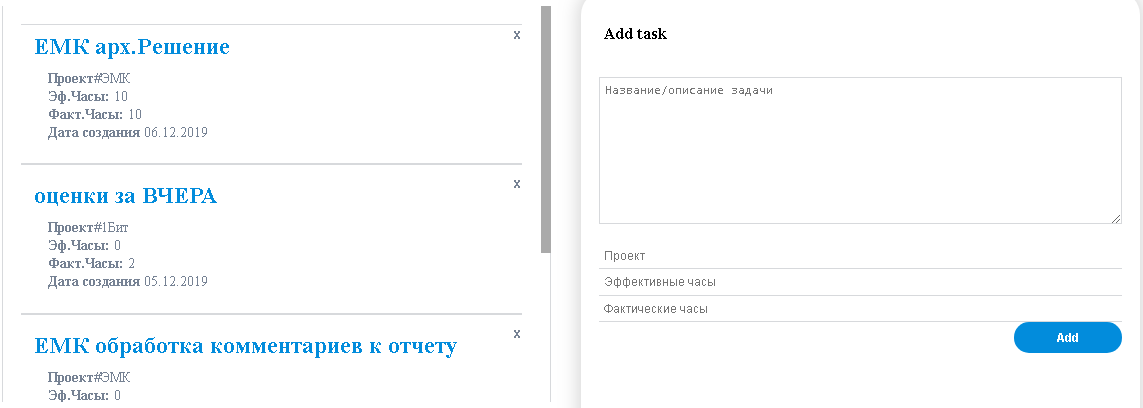 x
ЕМК арх.Решение
Проект#ЭМК
Эф.Часы: 10
Факт.Часы: 10
Дата создания 06.12.2019
x
оценки за ВЧЕРА
Проект#1Бит
Эф.Часы: 0
Факт.Часы: 2
Дата создания 05.12.2019
x
ЕМК обработка комментариев к отчету
Проект#ЭМК
Эф.Часы: 0
Add task
Название/описание задачи
Проект
Эффективные часы
Фактические часы
Add